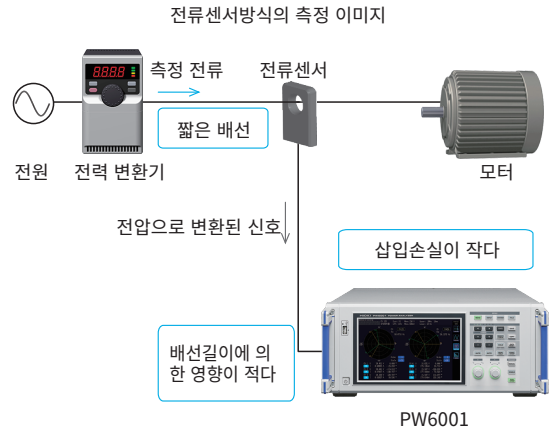 전류센서방식의 측정 이미지
측정 전류
전류센서
짧은 배선
전원
전력 변환기
모터
전압으로 변환된 신호
삽입손실이 작다
배선길이에 의
한 영향이 적다
PW6001